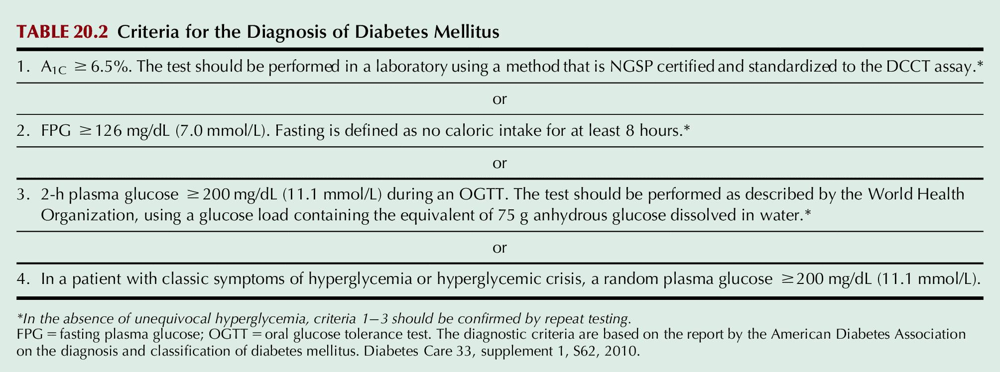 TABLE 20.2 Criteria for the Diagnosis of Diabetes Mellitus
1. A1C ≥ 6.5%. The test should be performed in a laboratory using a method that is NGSP certified and standardized to the DCCT assay.*
or
2. FPG ≥ 126 mg/dL (7.0 mmol/L). Fasting is defined as no caloric intake for at least 8 hours.*
or
3. 2-h plasma glucose ≥ 200 mg/dL (11.1 mmol/L) during an OGTT. The test should be performed as described by the World Health
Organization, using a glucose load containing the equivalent of 75 g anhydrous glucose dissolved in water.*
or
4. In a patient with classic symptoms of hyperglycemia or hyperglycemic crisis, a random plasma glucose ≥ 200 mg/dL (11.1 mmol/L).
*In the absence of unequivocal hyperglycemia, criteria 1–3 should be confirmed by repeat testing.
FPG = fasting plasma glucose; OGTT = oral glucose tolerance test. The diagnostic criteria are based on the report by the American Diabetes Association
on the diagnosis and classification of diabetes mellitus. Diabetes Care 33, supplement 1, S62, 2010.